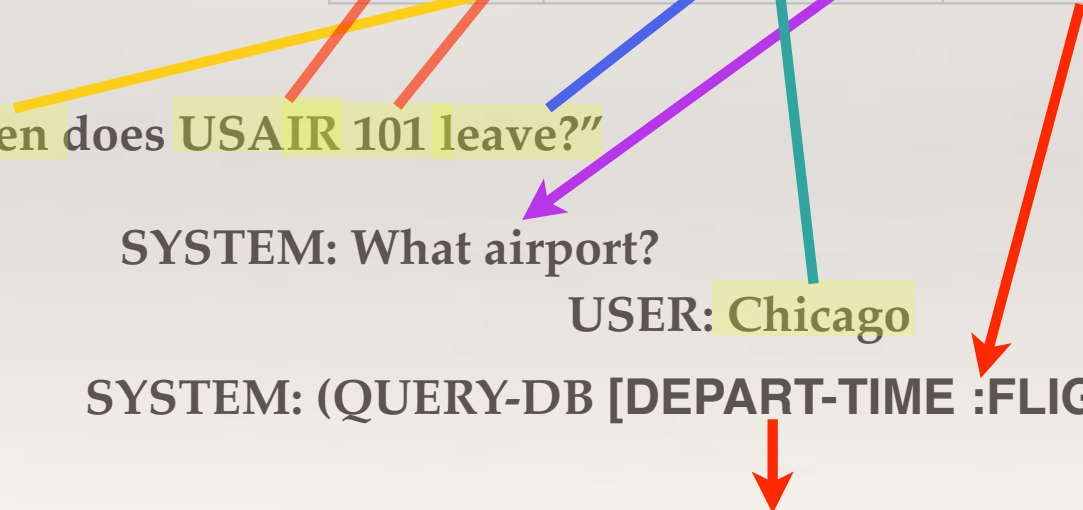 en does USAIR 101 leave?”
SYSTEM: What airport?
USER: Chicago
SYSTEM: (QUERY-DB [DEPART-TIME :FLIG